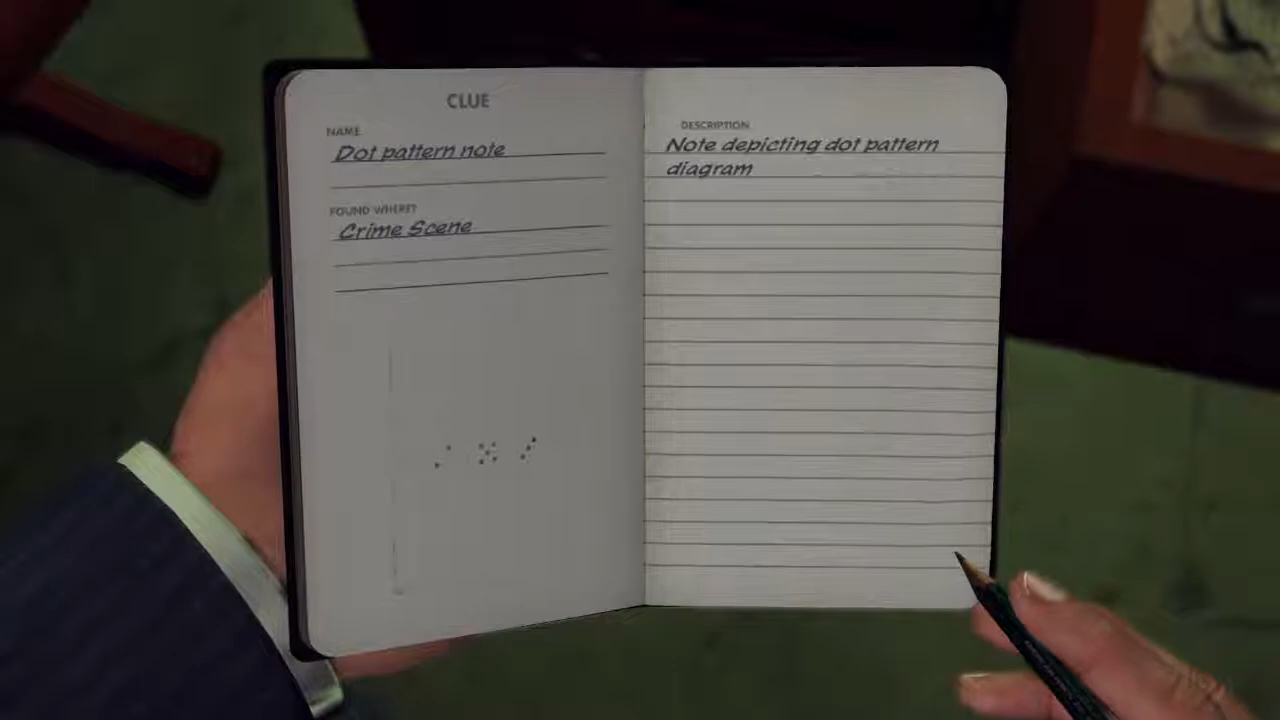 CLUE
NAME
Dot pattern note
FOUND WHERE?
Crime Scene
DESCRIPTION
Note depicting dot pattern
diagram